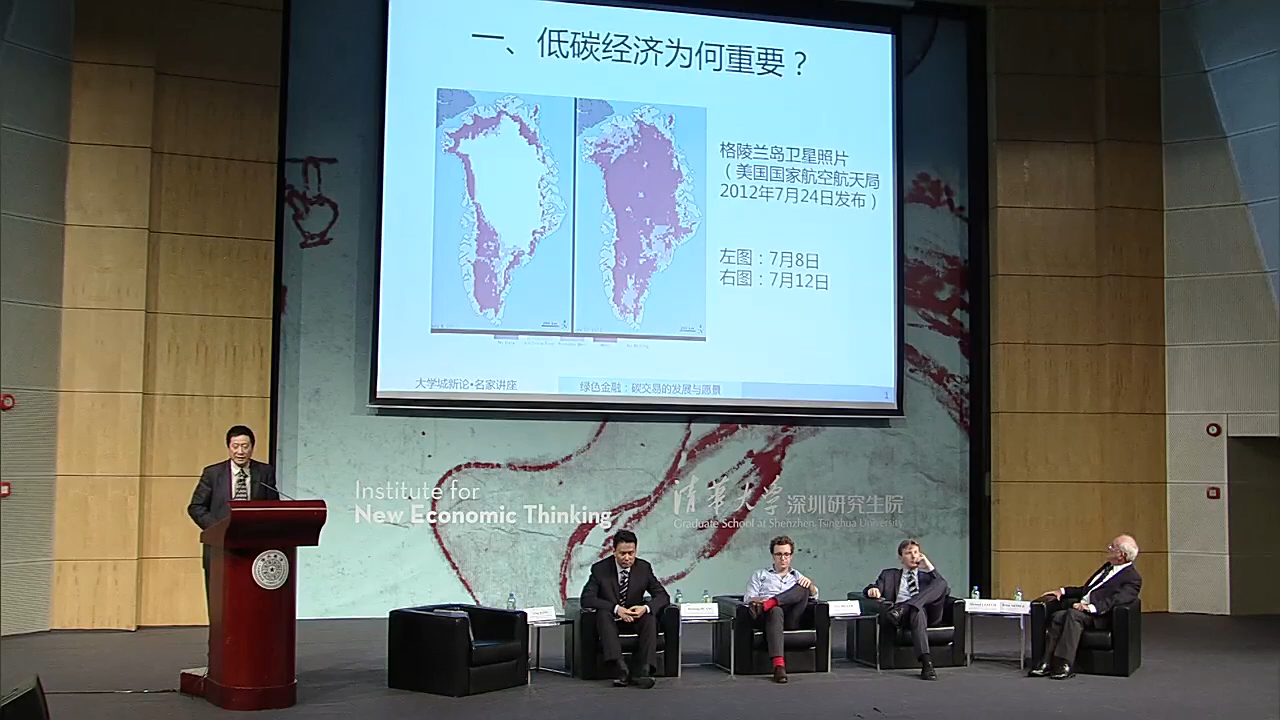 一、低碳经济为何重要？
格陵兰岛卫星照片
（美国国家航空航天局
2012年7月24日发布）
左图：7月8日
右图：7月12日
大学城新论•名家讲座
绿色金融：碳交易的发展与愿景
1
Institute for
New Economic Thinking
清华大学深圳研究生院
Graduate School at Shenzhen, Tsinghua University